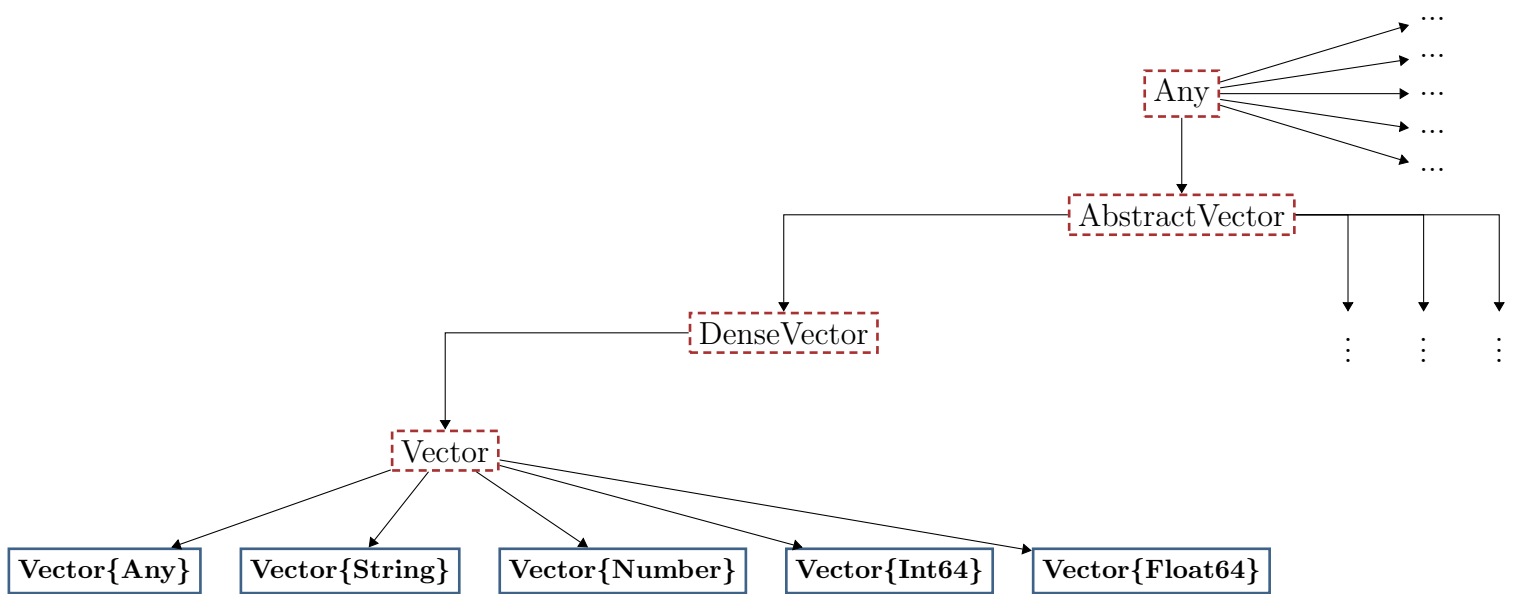 ...
...
Any
...
...
...
AbstractVector
DenseVector
⋮
⋮
⋮
Vector
Vector{Any}
Vector{String}
Vector{Number}
Vector{Int64}
Vector{Float64}